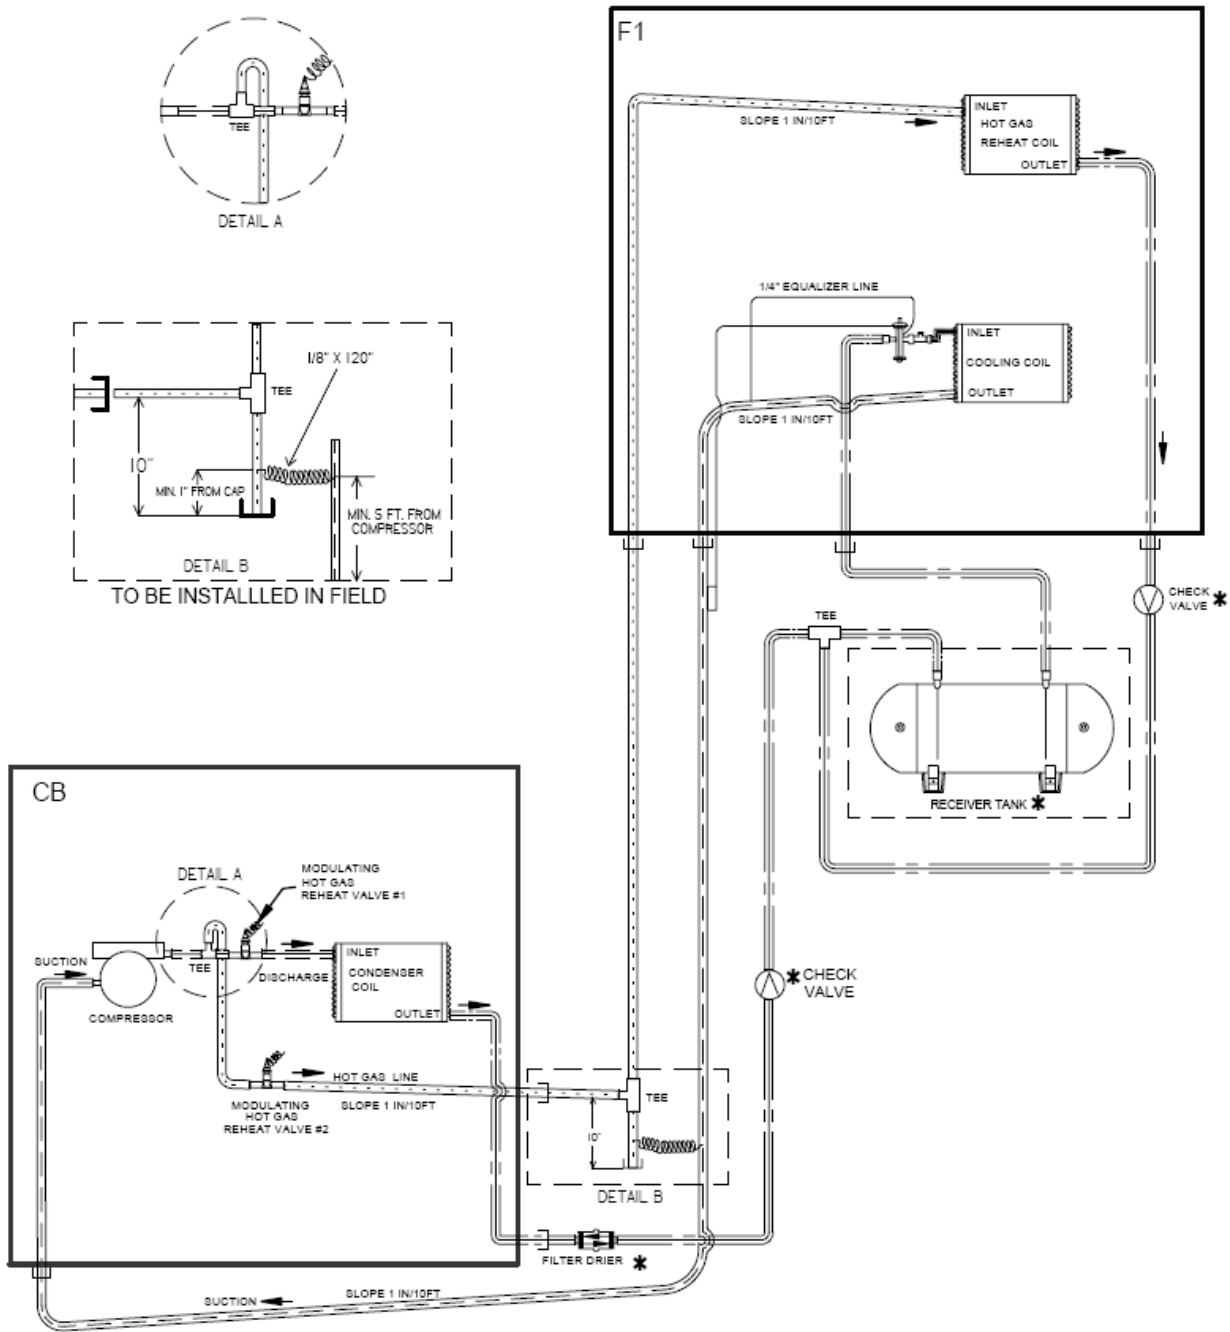 F1
INLET
HOT GAS
REHEAT COIL
OUTLET
SLOPE 1 IN/10FT
TEE
DETAIL A
1/4" EQUALIZER LINE
INLET
COOLING COIL
OUTLET
SLOPE 1 IN/10FT
1/8" X 120"
TEE
10"
MIN. 1" FROM CAP
MIN. 5 FT. FROM
COMPRESSOR
DETAIL B
TO BE INSTALLLED IN FIELD
CHECK
VALVE *
TEE
RECEIVER TANK *
CB
DETAIL A
MODULATING
HOT GAS
REHEAT VALVE #1
SUCTION
TEE
DISCHARGE
INLET
CONDENSER
COIL
OUTLET
COMPRESSOR
* CHECK
VALVE
HOT GAS LINE
SLOPE 1 IN/10FT
MODULATING
HOT GAS
REHEAT VALVE #2
TEE
10"
DETAIL B
FILTER DRIER *
SUCTION
SLOPE 1 IN/10FT